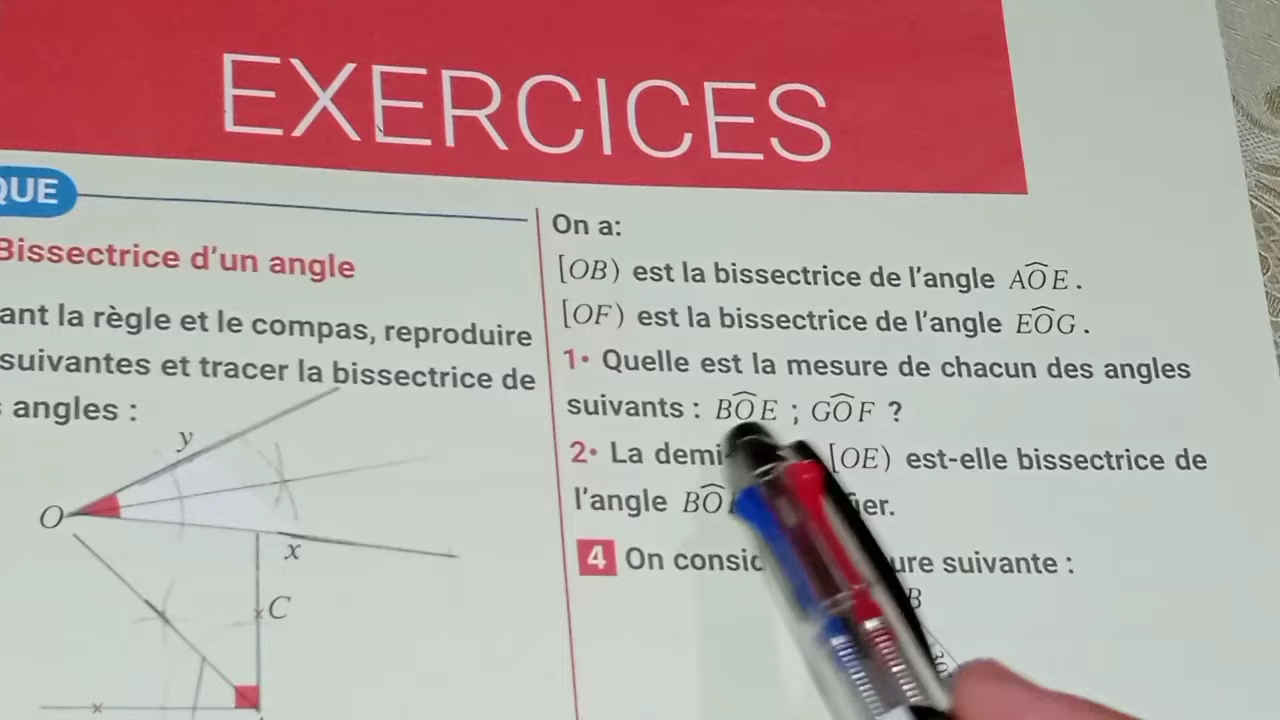 EXERCICES
QUE
Bissectrice d'un angle
ant la règle et le compas, reproduire
suivantes et tracer la bissectrice de
angles :
y
O
x
C
On a:
[OB) est la bissectrice de l'angle AÔE.
[OF) est la bissectrice de l'angle EÔG.
1• Quelle est la mesure de chacun des angles
suivants : BÔE ; GÔF ?
2• La demi [OE) est-elle bissectrice de
l'angle BÔ
4 On consid ure suivante :
B
30